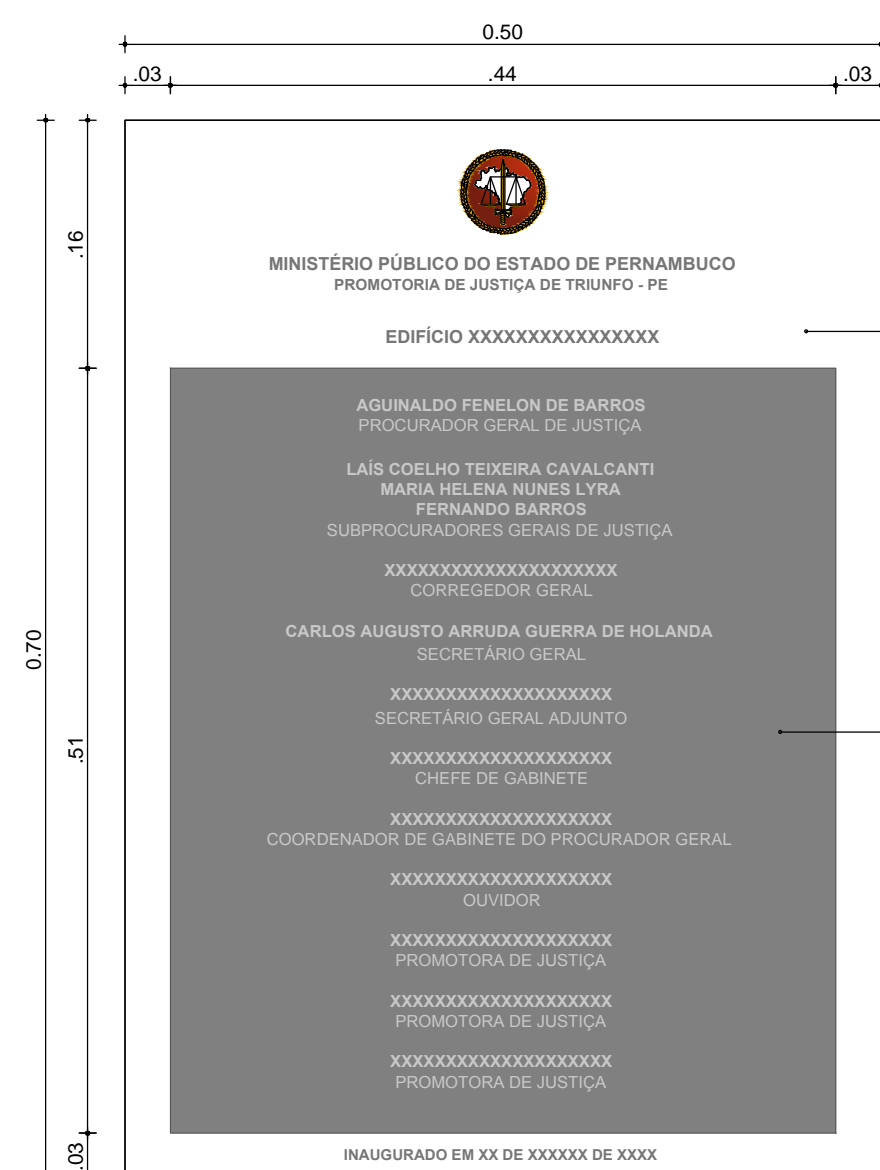 0.50
.03 .44 .03
.16
MINISTÉRIO PÚBLICO DO ESTADO DE PERNAMBUCO
PROMOTORIA DE JUSTIÇA DE TRIUNFO - PE
EDIFÍCIO XXXXXXXXXXXXXXXX
AGUINALDO FENELON DE BARROS
PROCURADOR GERAL DE JUSTIÇA
LAÍS COELHO TEIXEIRA CAVALCANTI
MARIA HELENA NUNES LYRA
FERNANDO BARROS
SUBPROCURADORES GERAIS DE JUSTIÇA
XXXXXXXXXXXXXXXXXXXXX
CORREGEDOR GERAL
CARLOS AUGUSTO ARRUDA GUERRA DE HOLANDA
SECRETÁRIO GERAL
0.70
XXXXXXXXXXXXXXXXXXXX
SECRETÁRIO GERAL ADJUNTO
.51
XXXXXXXXXXXXXXXXXXXX
CHEFE DE GABINETE
XXXXXXXXXXXXXXXXXXXX
COORDENADOR DE GABINETE DO PROCURADOR GERAL
XXXXXXXXXXXXXXXXXXXX
OUVIDOR
XXXXXXXXXXXXXXXXXXXX
PROMOTORA DE JUSTIÇA
XXXXXXXXXXXXXXXXXXXX
PROMOTORA DE JUSTIÇA
XXXXXXXXXXXXXXXXXXXX
PROMOTORA DE JUSTIÇA
.03
INAUGURADO EM XX DE XXXXXX DE XXXX